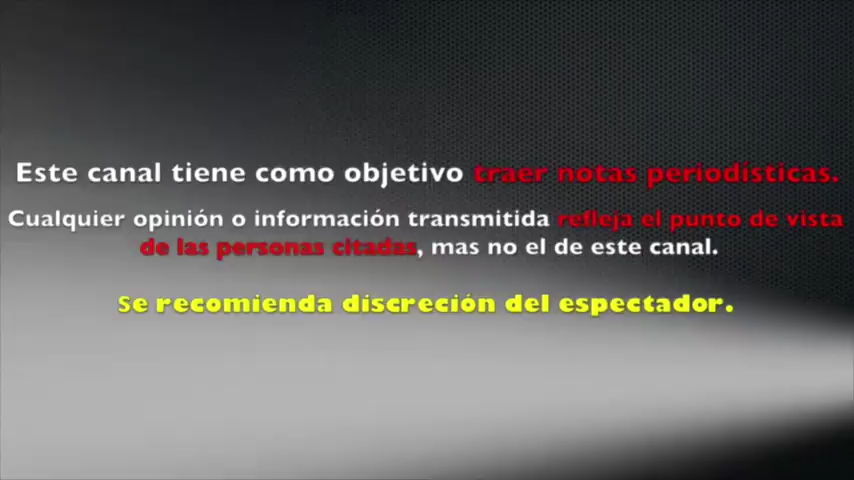 Este canal tiene como objetivo traer notas periodísticas.
Cualquier opinión o información transmitida refleja el punto de vista
de las personas citadas, mas no el de este canal.
Se recomienda discreción del espectador.